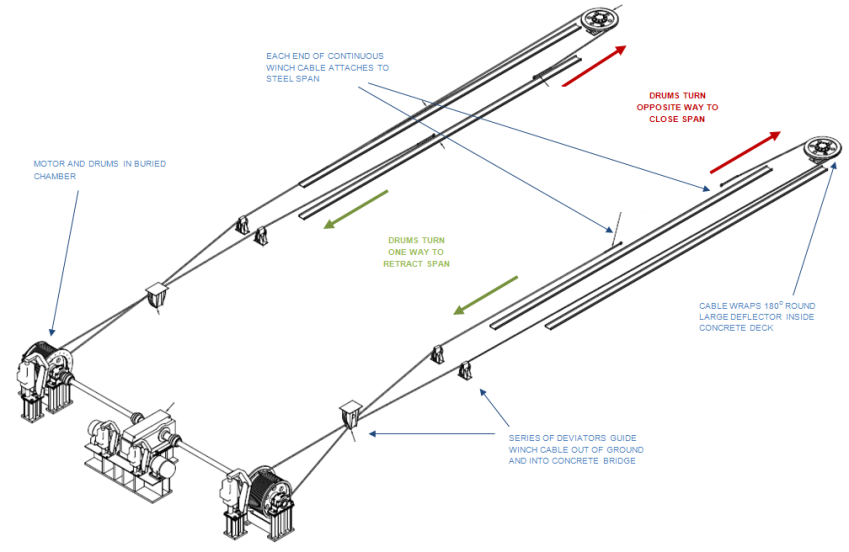 EACH END OF CONTINUOUS
WINCH CABLE ATTACHES TO
STEEL SPAN
DRUMS TURN
OPPOSITE WAY TO
CLOSE SPAN
MOTOR AND DRUMS IN BURIED
CHAMBER
DRUMS TURN
ONE WAY TO
RETRACT SPAN
CABLE WRAPS 180⁰ ROUND
LARGE DEFLECTOR INSIDE
CONCRETE DECK
SERIES OF DEVIATORS GUIDE
WINCH CABLE OUT OF GROUND
AND INTO CONCRETE BRIDGE